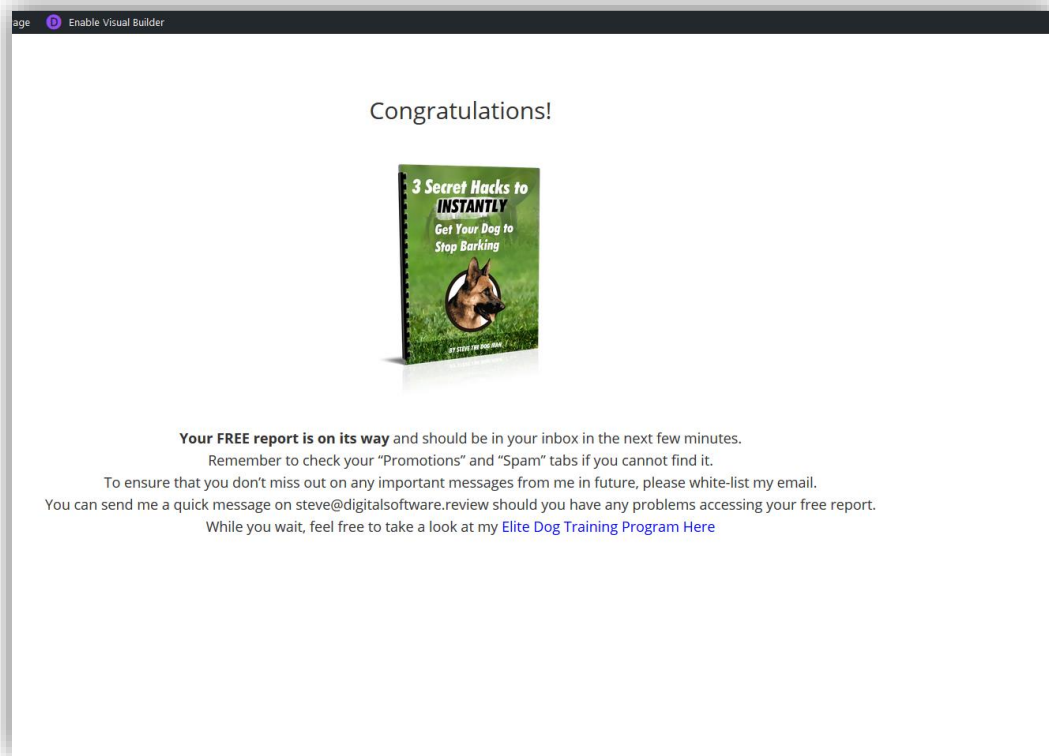 age D Enable Visual Builder
Congratulations!
3 Secret Hacks to
INSTANTLY
Get Your Dog to
Stop Barking
BY STEVE THE DOG MAN
Your FREE report is on its way and should be in your inbox in the next few minutes.
Remember to check your “Promotions” and “Spam” tabs if you cannot find it.
To ensure that you don’t miss out on any important messages from me in future, please white-list my email.
You can send me a quick message on steve@digitalsoftware.review should you have any problems accessing your free report.
While you wait, feel free to take a look at my Elite Dog Training Program Here